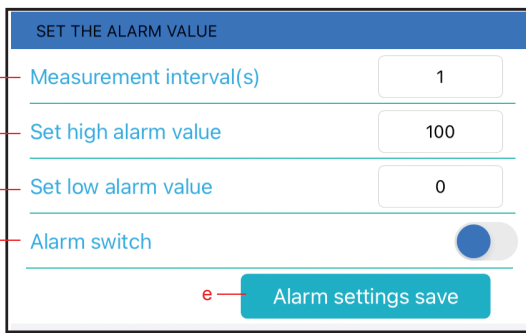 SET THE ALARM VALUE
Measurement interval(s) 1
Set high alarm value 100
Set low alarm value 0
Alarm switch
e Alarm settings save